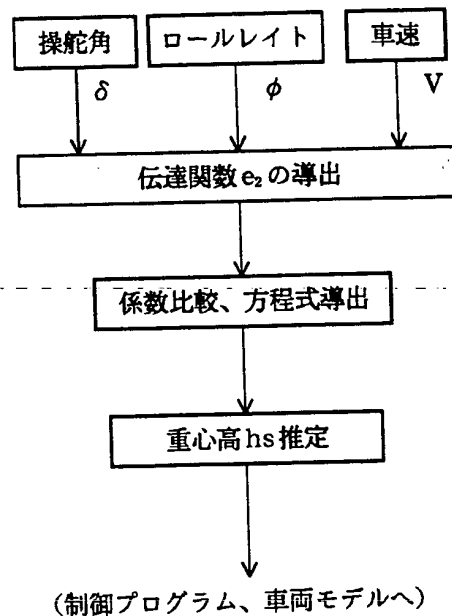 操舵角 ロールレイト 車速
δ φ V
伝達関数e₂の導出
係数比較、方程式導出
重心高hs推定
(制御プログラム、車両モデルへ)